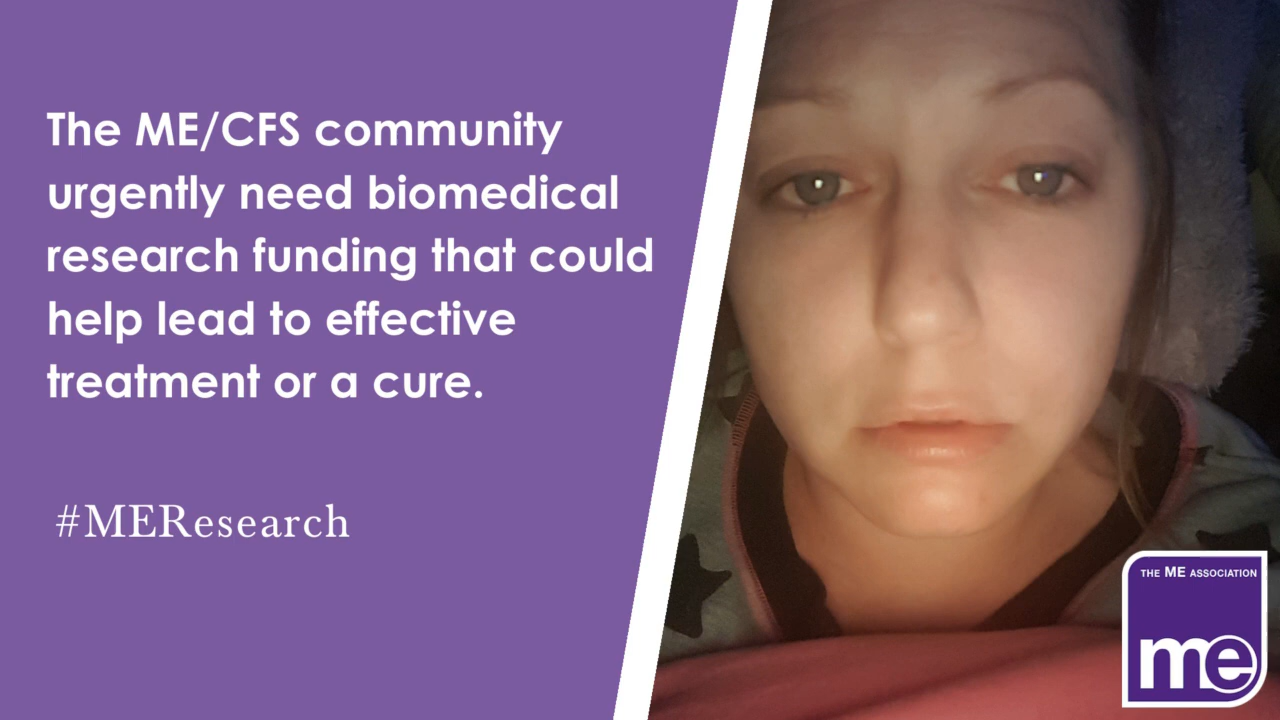 The ME/CFS community
urgently need biomedical
research funding that could
help lead to effective
treatment or a cure.
#MEResearch
THE ME ASSOCIATION
me